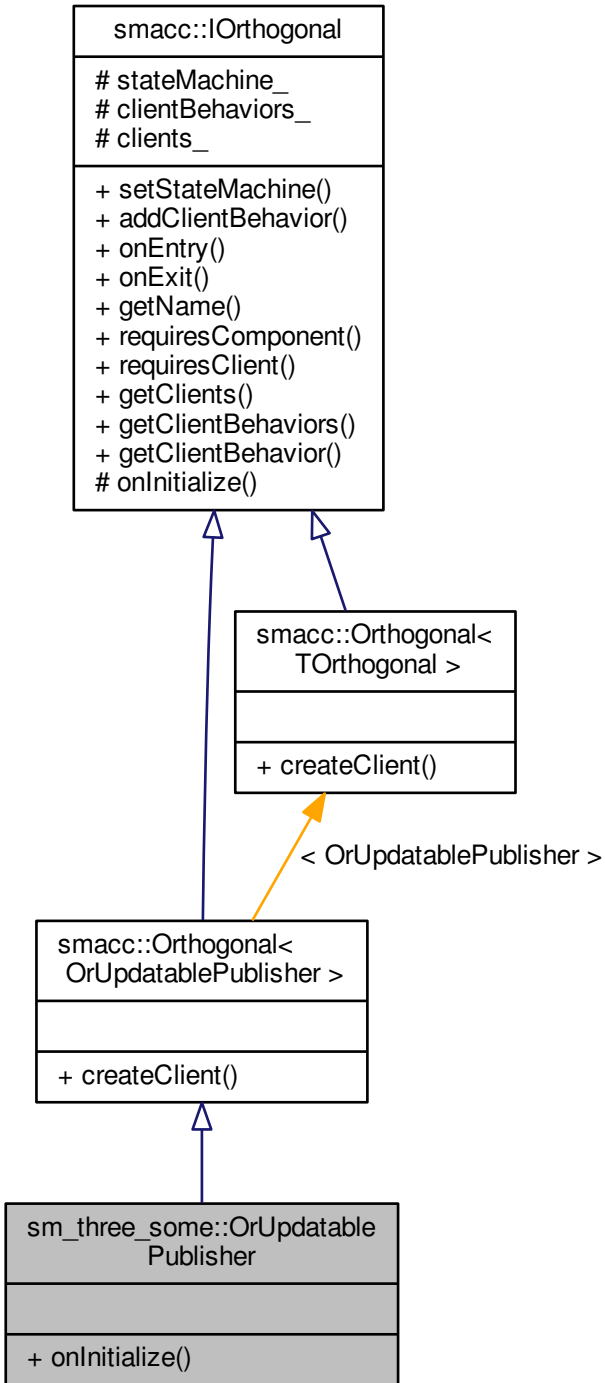 smacc::IOrthogonal
# stateMachine_
# clientBehaviors_
# clients_
+ setStateMachine()
+ addClientBehavior()
+ onEntry()
+ onExit()
+ getName()
+ requiresComponent()
+ requiresClient()
+ getClients()
+ getClientBehaviors()
+ getClientBehavior()
# onInitialize()
smacc::Orthogonal<
TOrthogonal >
+ createClient()
< OrUpdatablePublisher >
smacc::Orthogonal<
OrUpdatablePublisher >
+ createClient()
sm_three_some::OrUpdatable
Publisher
+ onInitialize()